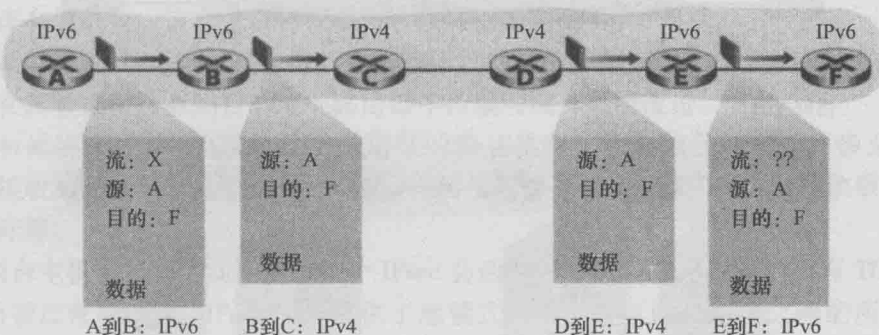 IPv6 IPv6 IPv4 IPv4 IPv6 IPv6
A B C D E F
流：X
源：A
目的：F
数据
源：A
目的：F
数据
源：A
目的：F
数据
流：??
源：A
目的：F
数据
A到B：IPv6 B到C：IPv4 D到E：IPv4 E到F：IPv6